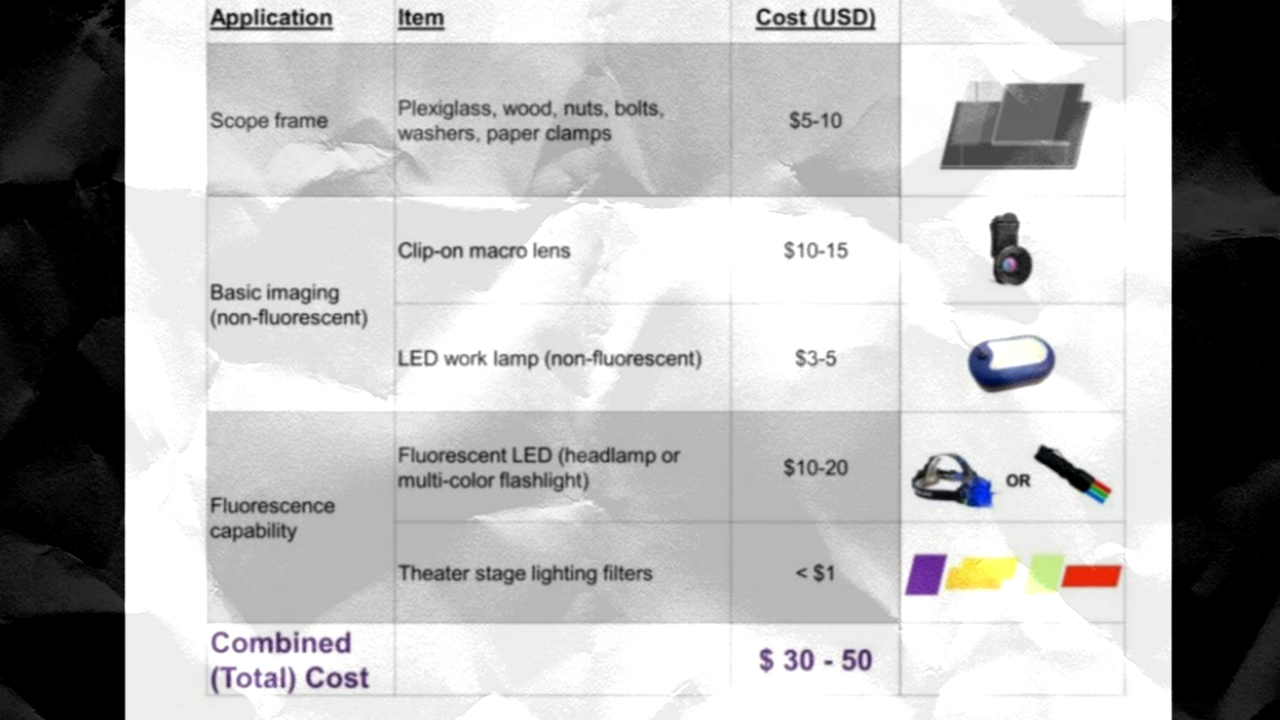 Application Item Cost (USD)
Scope frame
Plexiglass, wood, nuts, bolts,
washers, paper clamps
$5-10
Basic imaging
(non-fluorescent)
Clip-on macro lens
$10-15
LED work lamp (non-fluorescent)
$3-5
Fluorescence
capability
Fluorescent LED (headlamp or
multi-color flashlight)
$10-20
OR
Theater stage lighting filters
< $1
Combined
(Total) Cost
$ 30 - 50